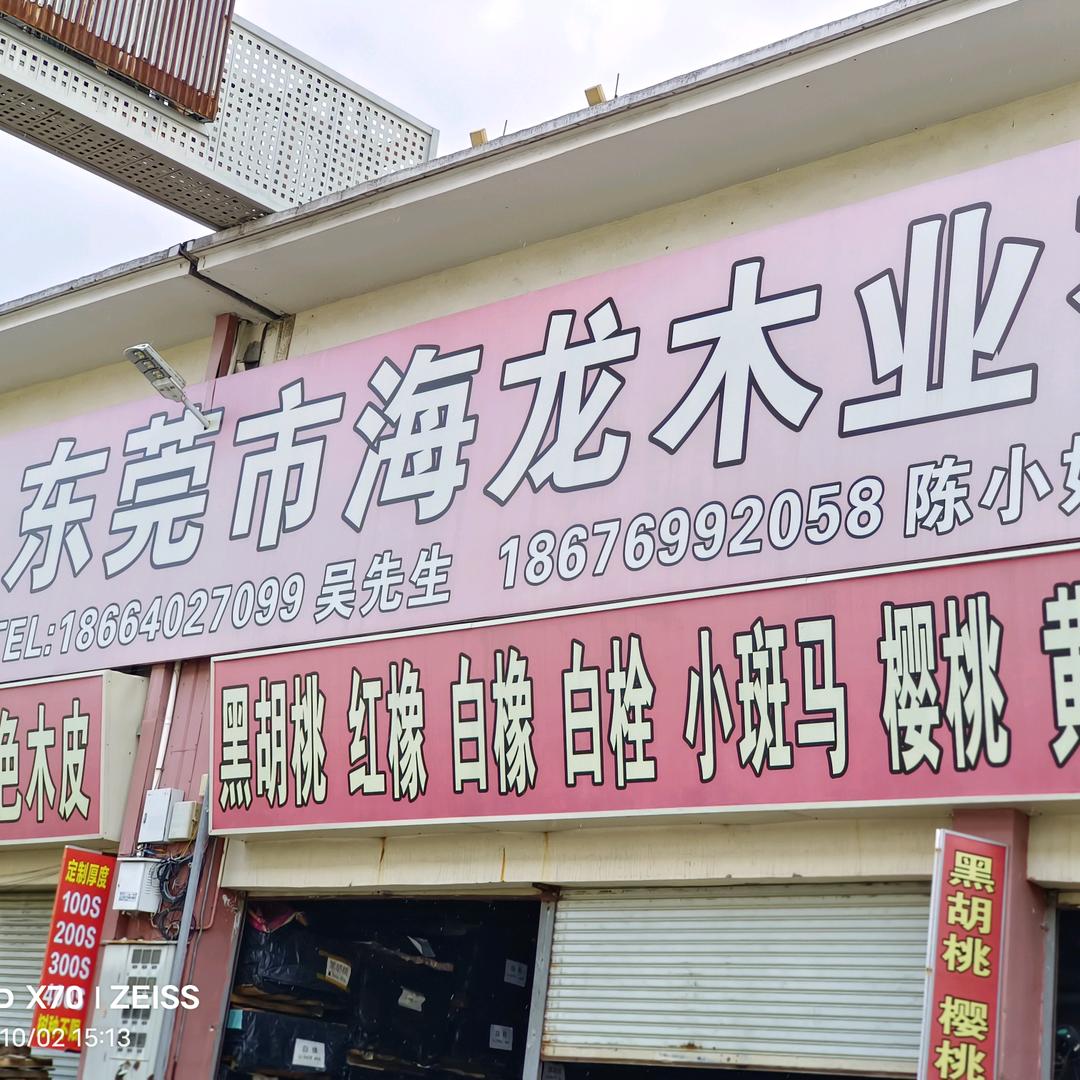 东莞市海龙木业
TEL:18664027099 吴先生 18676992058 陈小
色木皮
黑胡桃 红橡 白橡 白栓 小斑马 樱桃 黄
定制厚度
100S
200S
300S
黑胡桃 樱桃
X70 | ZEISS
10/02 15:13